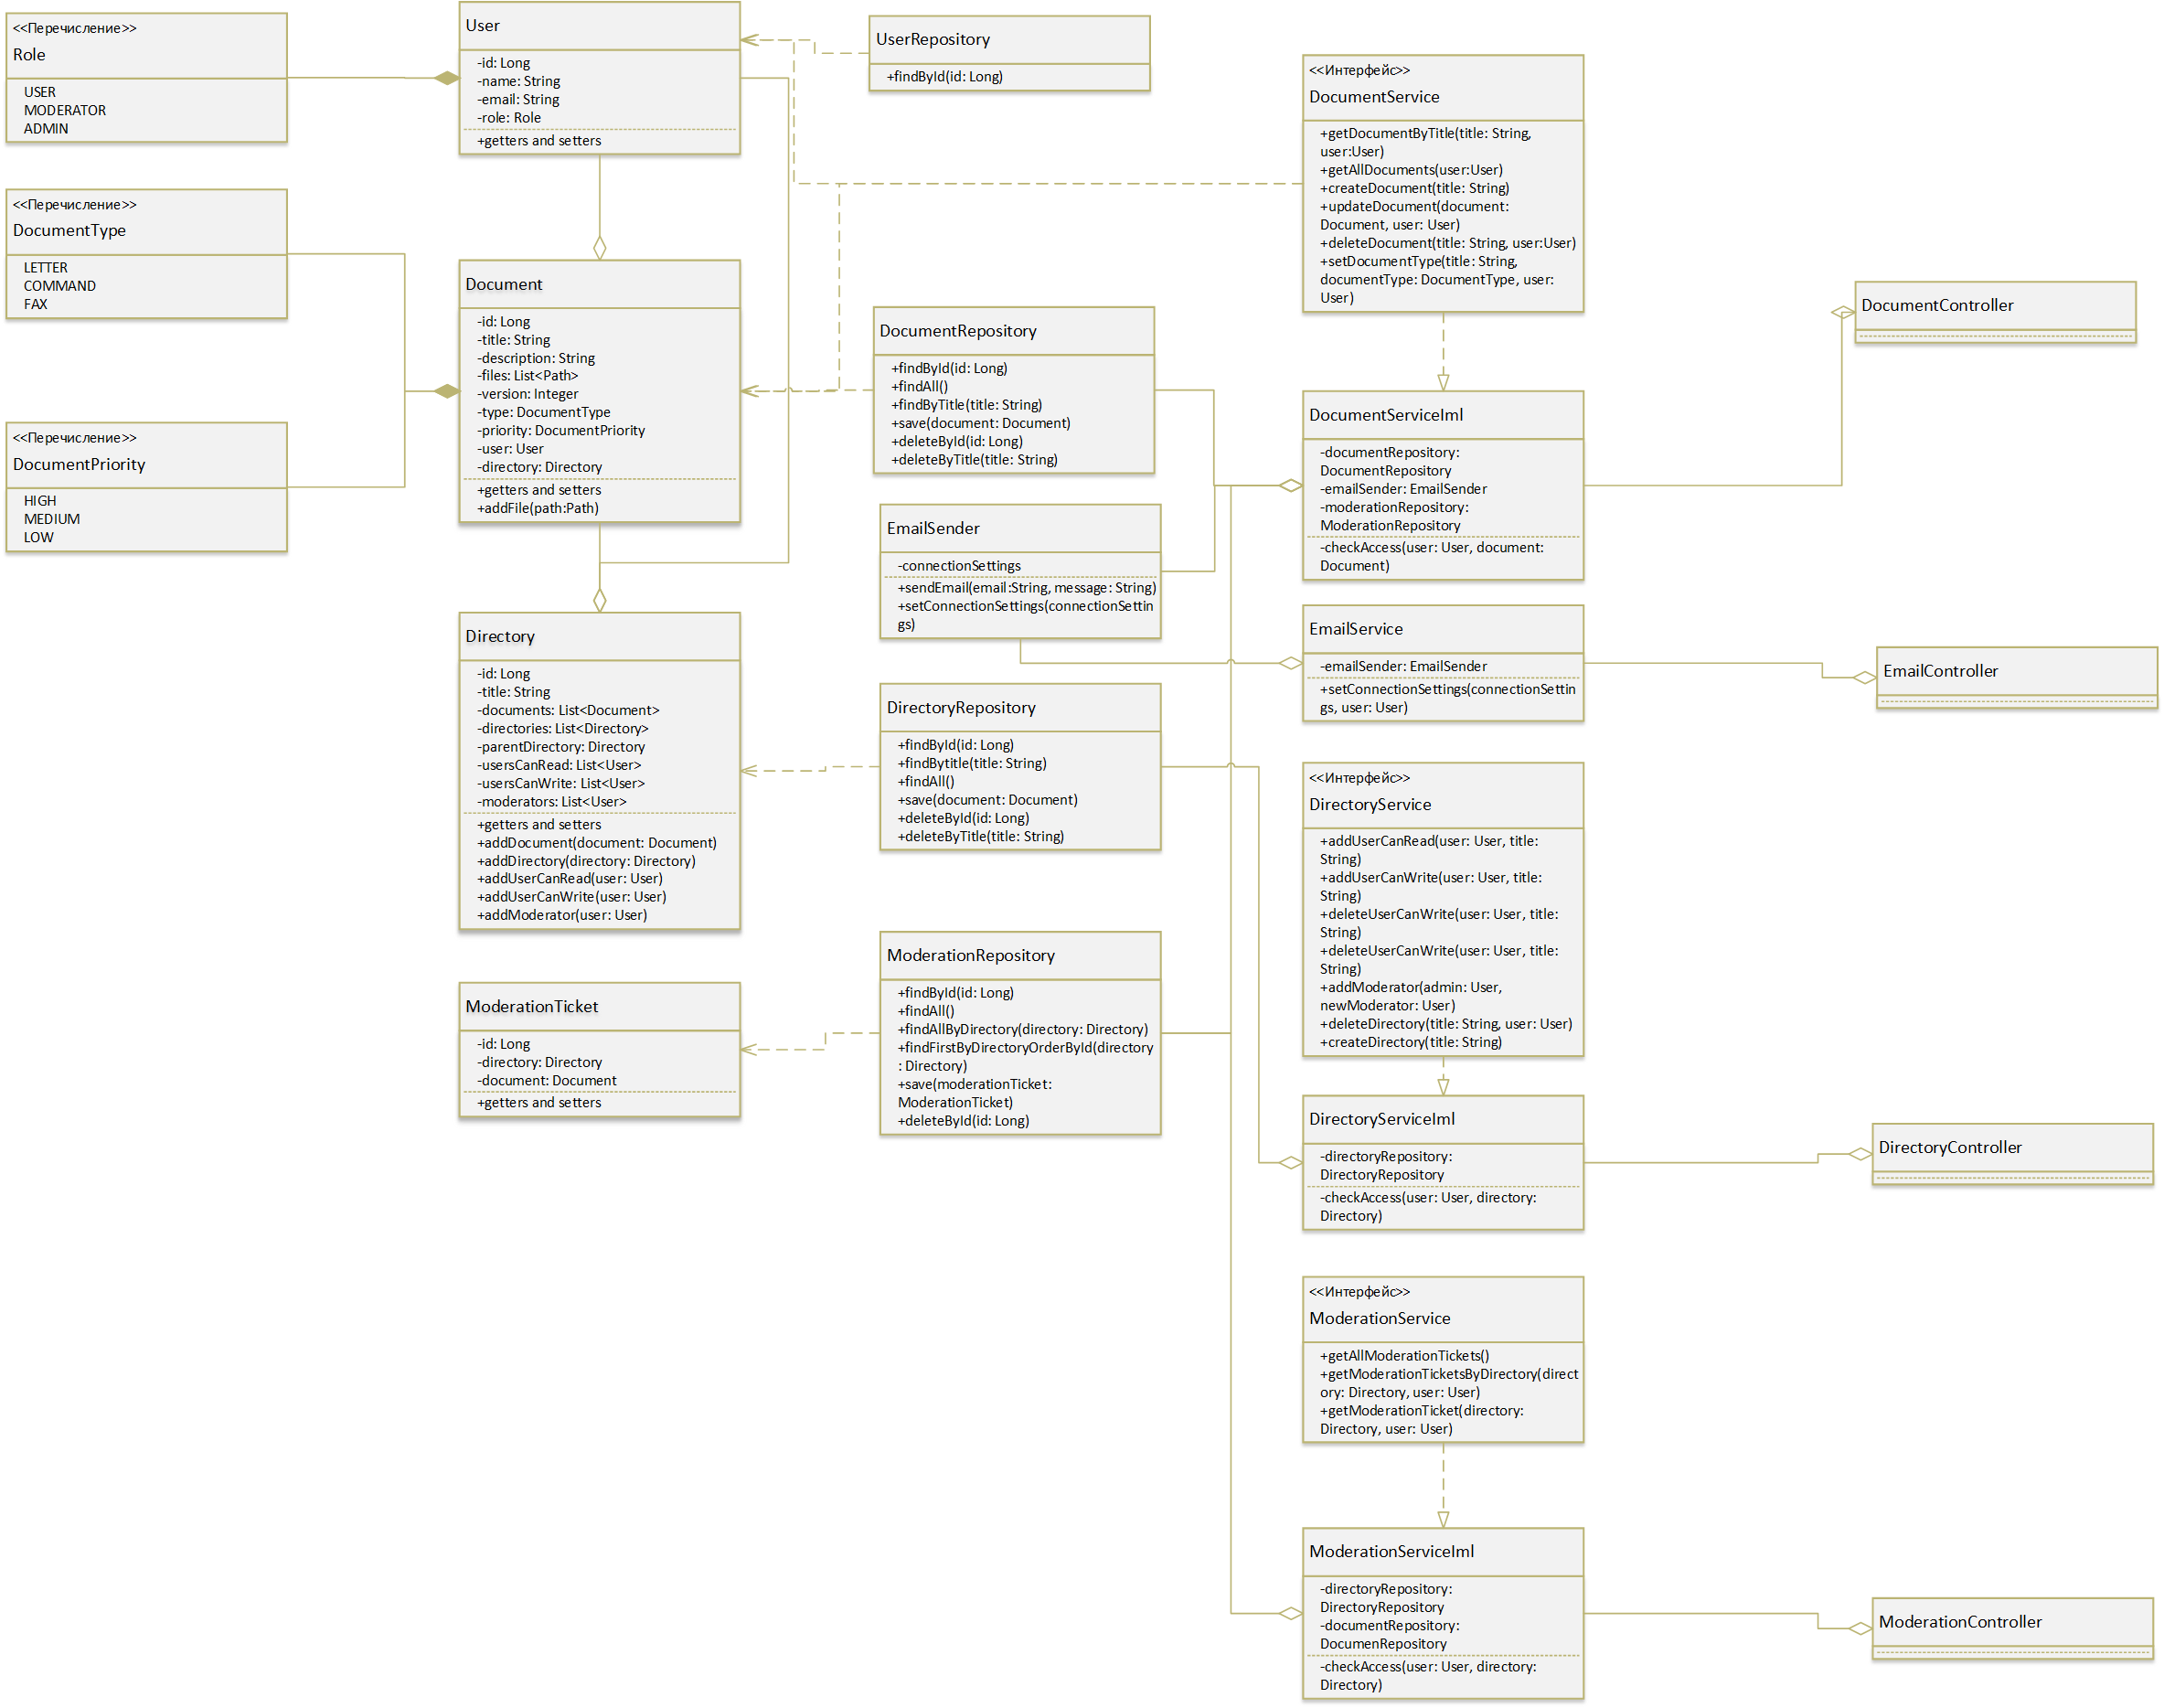 <<Перечисление>>
Role
USER
MODERATOR
ADMIN
<<Перечисление>>
DocumentType
LETTER
COMMAND
FAX
<<Перечисление>>
DocumentPriority
HIGH
MEDIUM
LOW
User
-id: Long
-name: String
-email: String
-role: Role
+getters and setters
Document
-id: Long
-title: String
-description: String
-files: List<Path>
-version: Integer
-type: DocumentType
-priority: DocumentPriority
-user: User
-directory: Directory
+getters and setters
+addFile(path:Path)
Directory
-id: Long
-title: String
-documents: List<Document>
-directories: List<Directory>
-parentDirectory: Directory
-usersCanRead: List<User>
-usersCanWrite: List<User>
-moderators: List<User>
+getters and setters
+addDocument(document: Document)
+addDirectory(directory: Directory)
+addUserCanRead(user: User)
+addUserCanWrite(user: User)
+addModerator(user: User)
ModerationTicket
-id: Long
-directory: Directory
-document: Document
+getters and setters
UserRepository
+findById(id: Long)
DocumentRepository
+findById(id: Long)
+findAll()
+findByTitle(title: String)
+save(document: Document)
+deleteById(id: Long)
+deleteByTitle(title: String)
EmailSender
-connectionSettings
+sendEmail(email:String, message: String)
+setConnectionSettings(connectionSettin
gs)
DirectoryRepository
+findById(id: Long)
+findBytitle(title: String)
+findAll()
+save(document: Document)
+deleteById(id: Long)
+deleteByTitle(title: String)
ModerationRepository
+findById(id: Long)
+findAll()
+findAllByDirectory(directory: Directory)
+findFirstByDirectoryOrderById(directory
: Directory)
+save(moderationTicket:
ModerationTicket)
+deleteById(id: Long)
<<Интерфейс>>
DocumentService
+getDocumentByTitle(title: String,
user:User)
+getAllDocuments(user:User)
+createDocument(title: String)
+updateDocument(document:
Document, user: User)
+deleteDocument(title: String, user:User)
+setDocumentType(title: String,
documentType: DocumentType, user:
User)
DocumentServiceIml
-documentRepository:
DocumentRepository
-emailSender: EmailSender
-moderationRepository:
ModerationRepository
-checkAccess(user: User, document:
Document)
EmailService
-emailSender: EmailSender
+setConnectionSettings(connectionSettin
gs, user: User)
<<Интерфейс>>
DirectoryService
+addUserCanRead(user: User, title:
String)
+addUserCanWrite(user: User, title:
String)
+deleteUserCanWrite(user: User, title:
String)
+deleteUserCanWrite(user: User, title:
String)
+addModerator(admin: User,
newModerator: User)
+deleteDirectory(title: String, user: User)
+createDirectory(title: String)
DirectoryServiceIml
-directoryRepository:
DirectoryRepository
-checkAccess(user: User, directory:
Directory)
<<Интерфейс>>
ModerationService
+getAllModerationTickets()
+getModerationTicketsByDirectory(direct
ory: Directory, user: User)
+getModerationTicket(directory:
Directory, user: User)
ModerationServiceIml
-directoryRepository:
DirectoryRepository
-documentRepository:
DocumenRepository
-checkAccess(user: User, directory:
Directory)
DocumentController
EmailController
DirectoryController
ModerationController